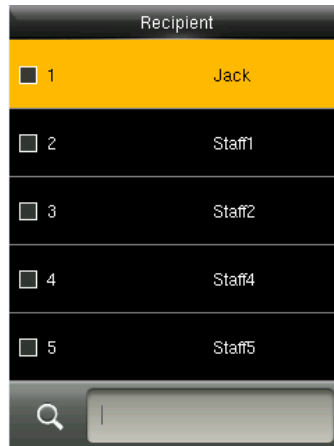 Recipient
1 Jack
2 Staff1
3 Staff2
4 Staff4
5 Staff5